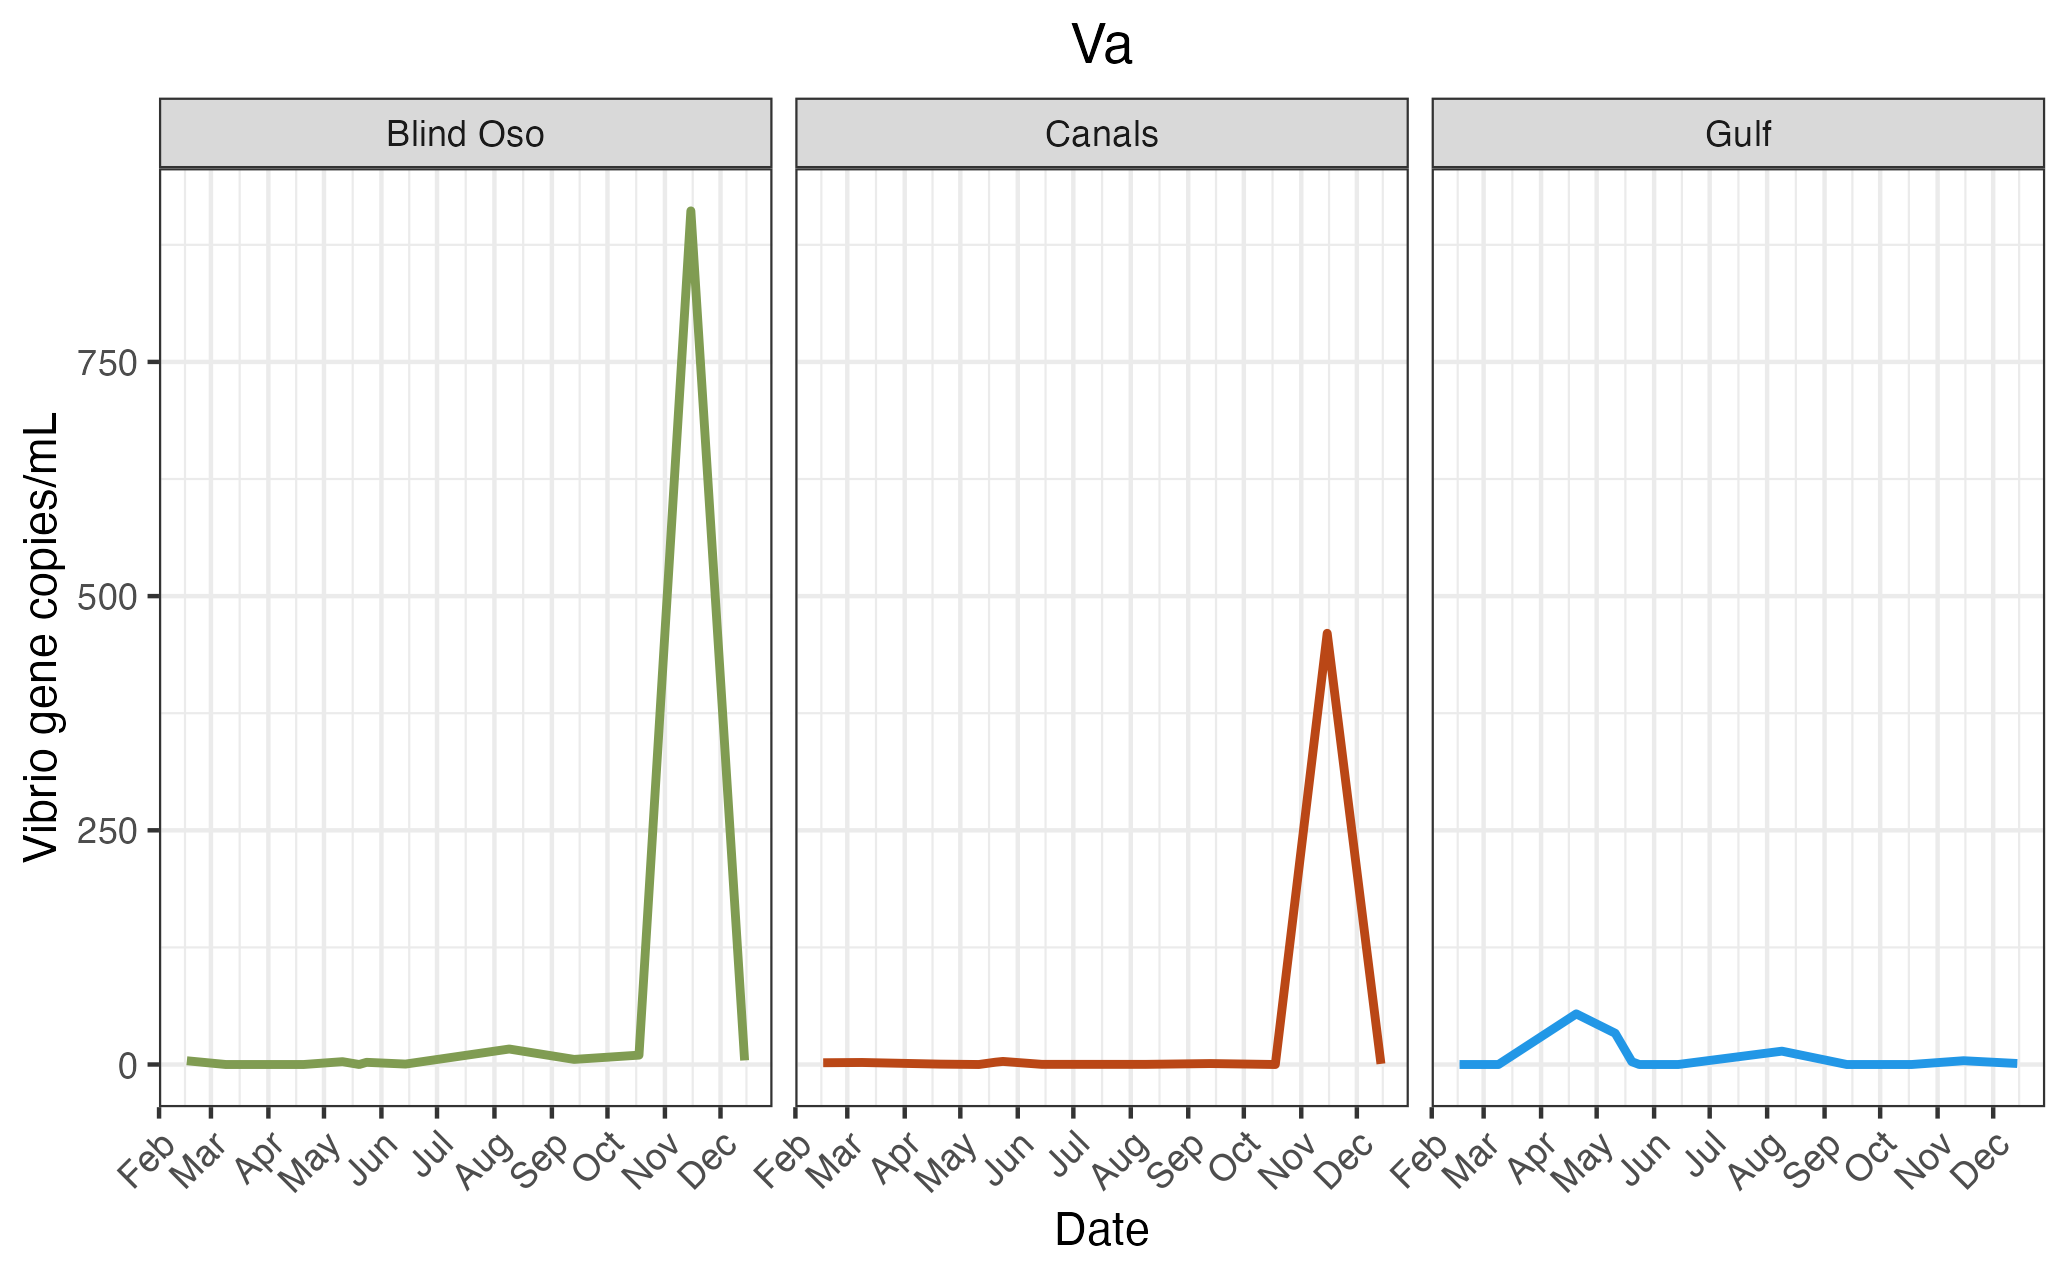 Va
Blind Oso Canals Gulf
Vibrio gene copies/mL
750
500
250
0
Feb Mar Apr May Jun Jul Aug Sep Oct Nov Dec Feb Mar Apr May Jun Jul Aug Sep Oct Nov Dec Feb Mar Apr May Jun Jul Aug Sep Oct Nov Dec
Date